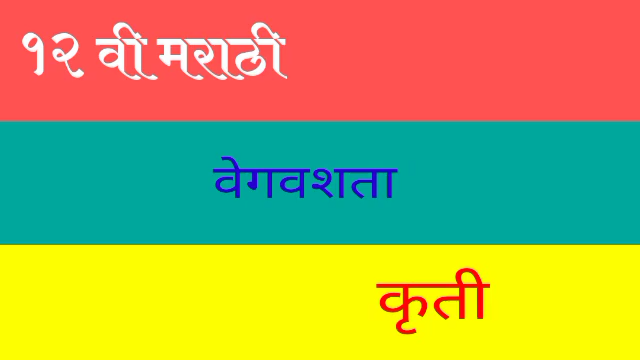 १२ वी मराठी
वेगवशता
कृती